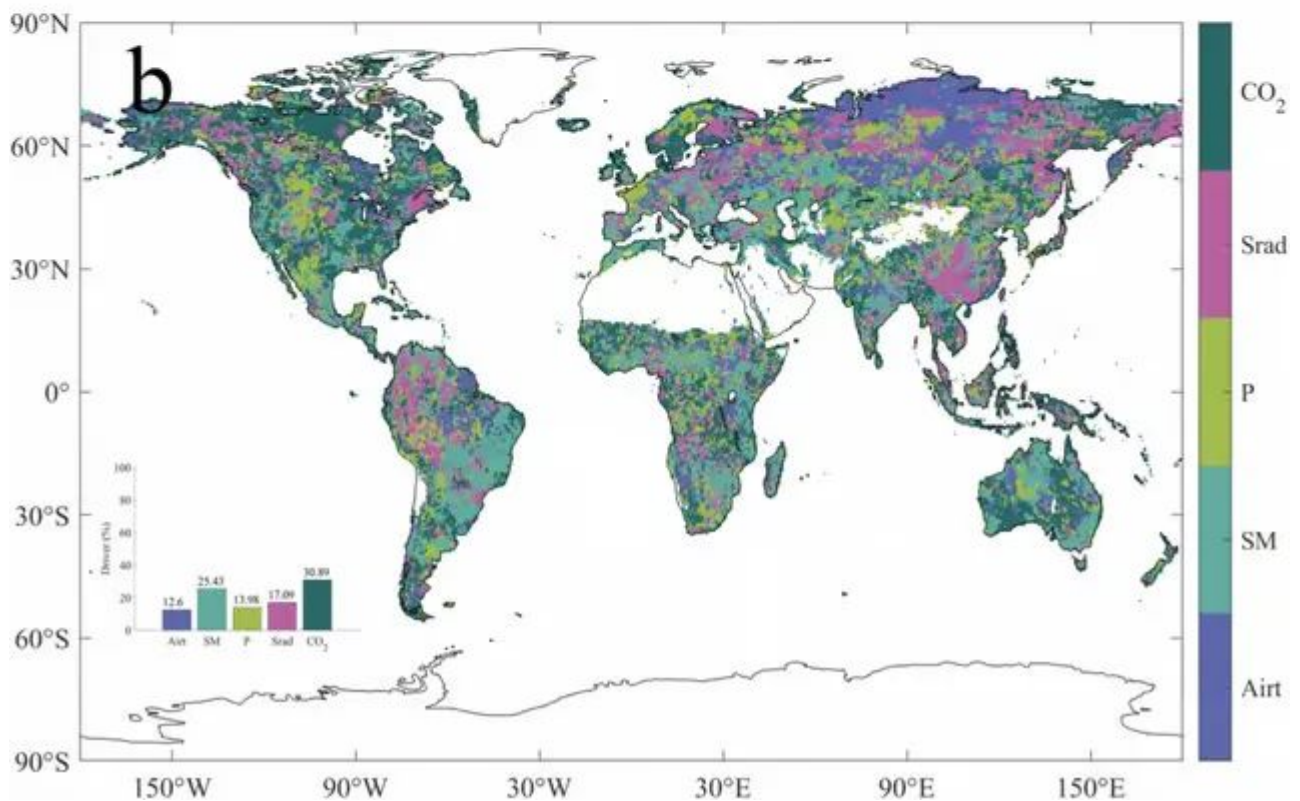 90°N
b
60°N
30°N
0°
30°S
60°S
90°S
150°W
90°W
30°W
30°E
90°E
150°E
CO₂
Srad
P
SM
Airt
Driver (%)
100
80
60
40
20
0
12.6
25.43
13.98
17.09
30.89
Airt
SM
P
Srad
CO₂